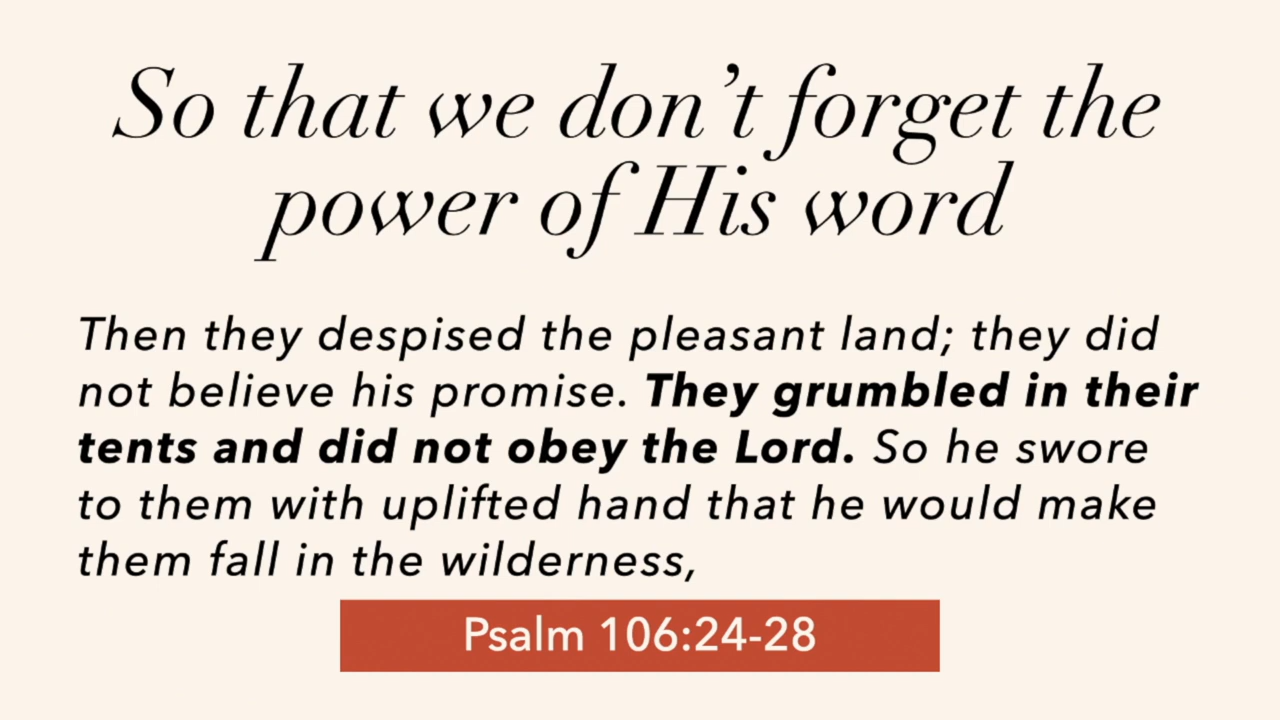 So that we don’t forget the
power of His word
Then they despised the pleasant land; they did
not believe his promise. They grumbled in their
tents and did not obey the Lord. So he swore
to them with uplifted hand that he would make
them fall in the wilderness,
Psalm 106:24-28